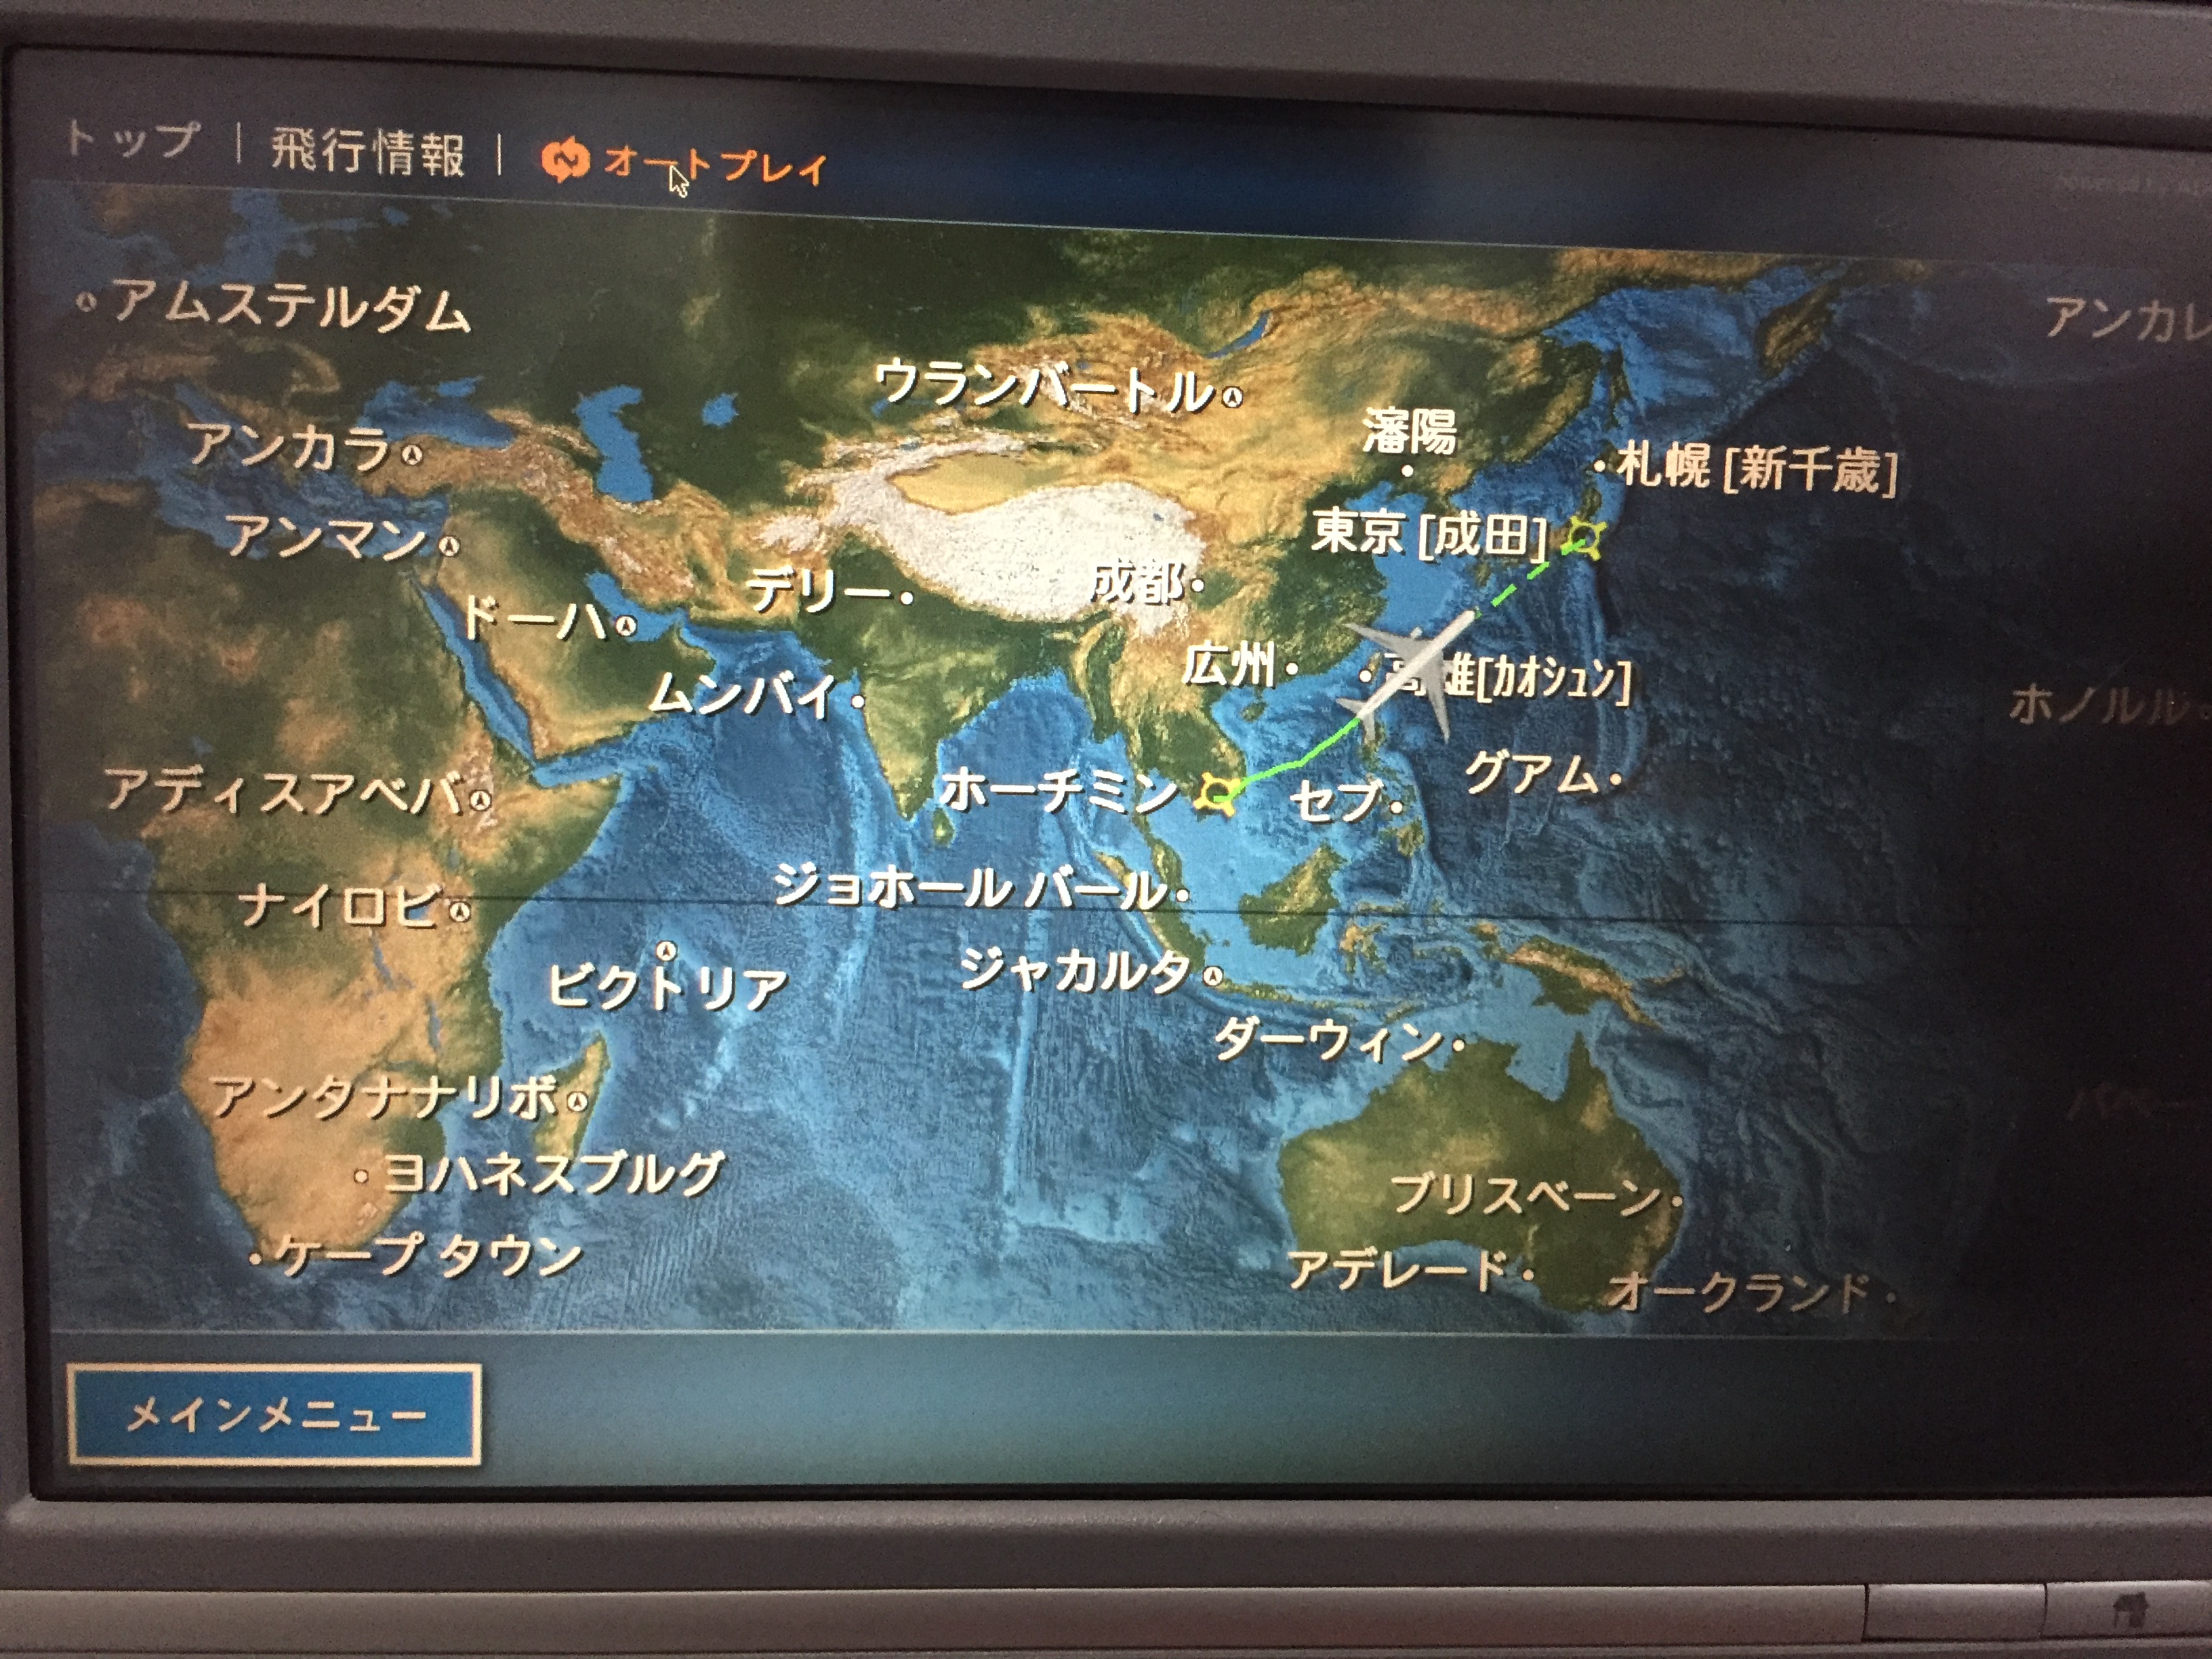 トップ | 飛行情報 | オートプレイ
アムステルダム
ウランバートル
アンカラ
瀋陽
札幌 [新千歳]
東京 [成田]
アンマン
デリー
成都
ドーハ
広州
高雄[ｶｵｼｭﾝ]
ムンバイ
ホノルル
アディスアベバ
ホーチミン
セブ
グアム
ナイロビ
ジョホール バール
ビクトリア
ジャカルタ
ダーウィン
アンタナナリボ
ヨハネスブルグ
ブリスベーン
ケープ タウン
アデレード
オークランド
メインメニュー